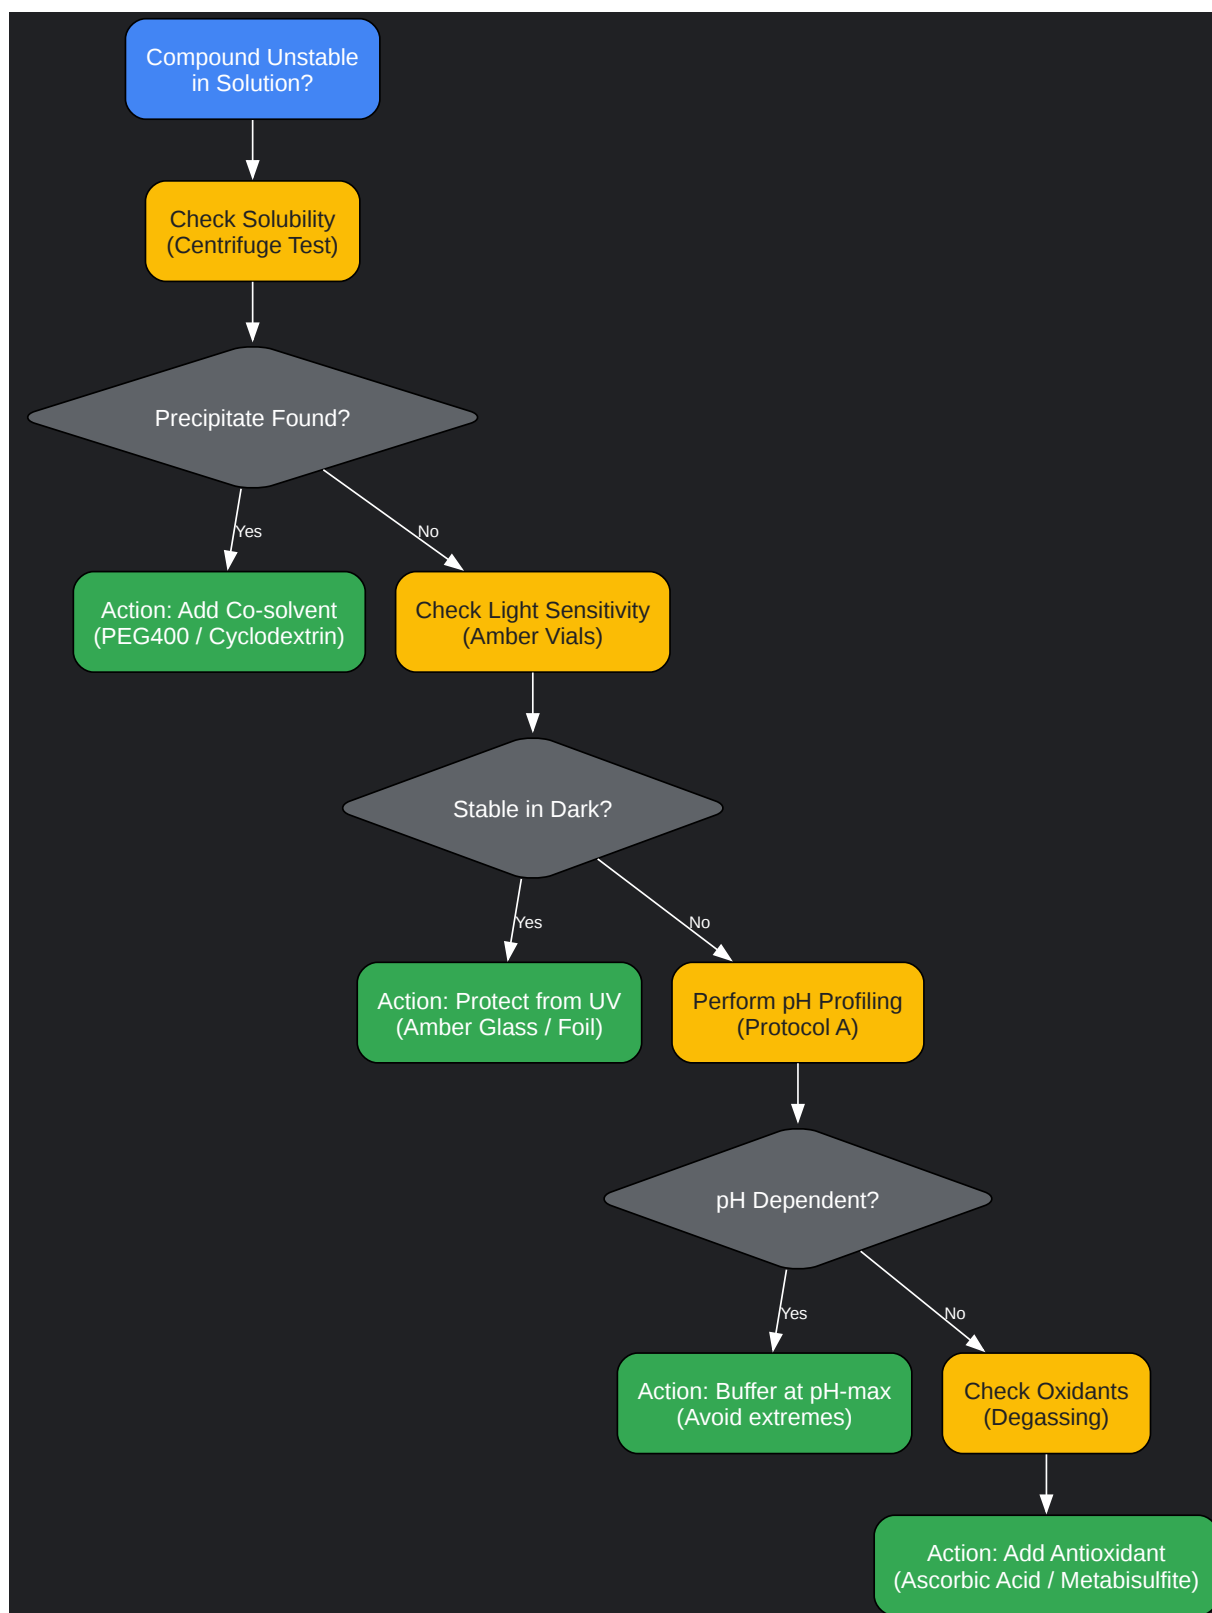 Compound Unstable
in Solution?
Check Solubility
(Centrifuge Test)
Precipitate Found?
Yes
No
Action: Add Co-solvent
(PEG400 / Cyclodextrin)
Check Light Sensitivity
(Amber Vials)
Stable in Dark?
Yes
No
Action: Protect from UV
(Amber Glass / Foil)
Perform pH Profiling
(Protocol A)
pH Dependent?
Yes
No
Action: Buffer at pH-max
(Avoid extremes)
Check Oxidants
(Degassing)
Action: Add Antioxidant
(Ascorbic Acid / Metabisulfite)